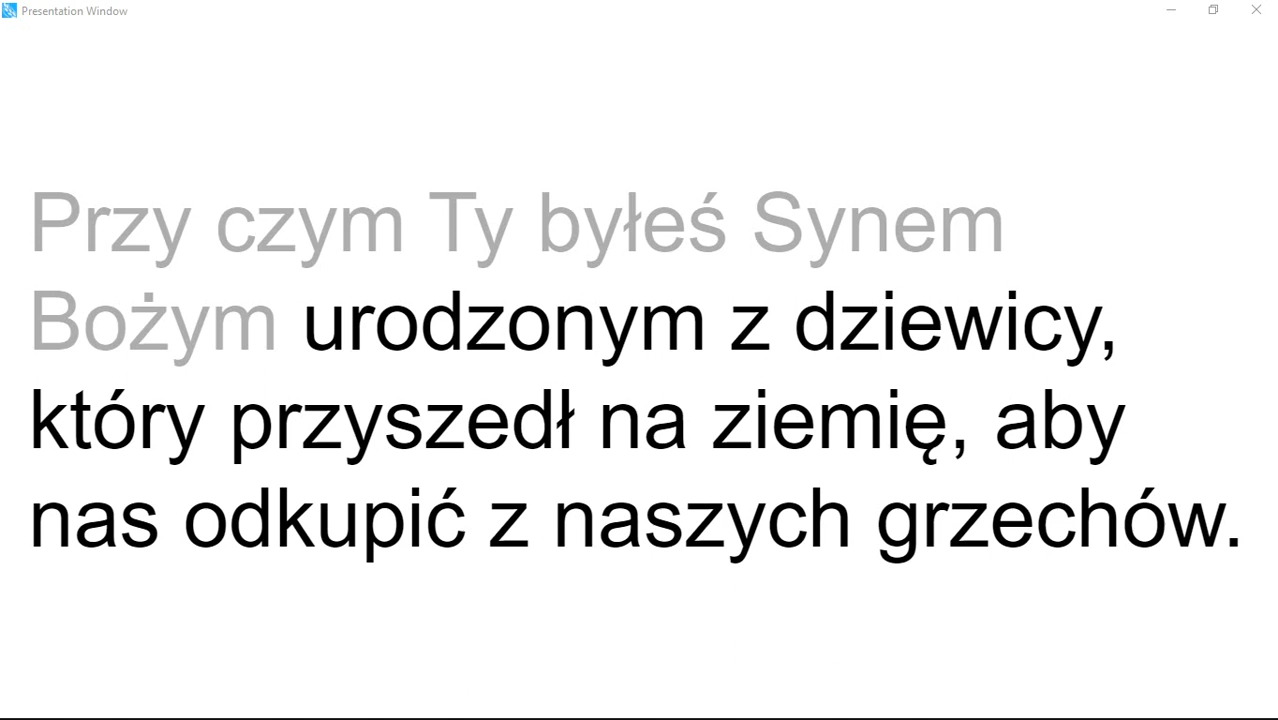 Presentation Window
Przy czym Ty byłeś Synem
Bożym urodzonym z dziewicy,
który przyszedł na ziemię, aby
nas odkupić z naszych grzechów.